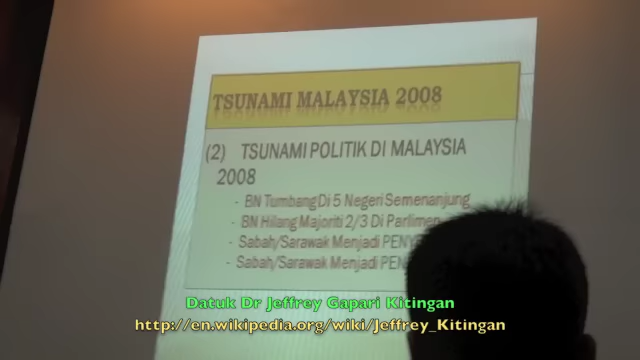 TSUNAMI MALAYSIA 2008
(2) TSUNAMI POLITIK DI MALAYSIA
2008
- BN Tumbang Di 5 Negeri Semenanjung
- BN Hilang Majoriti 2/3 Di Parlimen
- Sabah/Sarawak Menjadi
- Sabah/Sarawak Menjadi
Datuk Dr Jeffrey Gapari Kitingan
http://en.wikipedia.org/wiki/Jeffrey_Kitingan